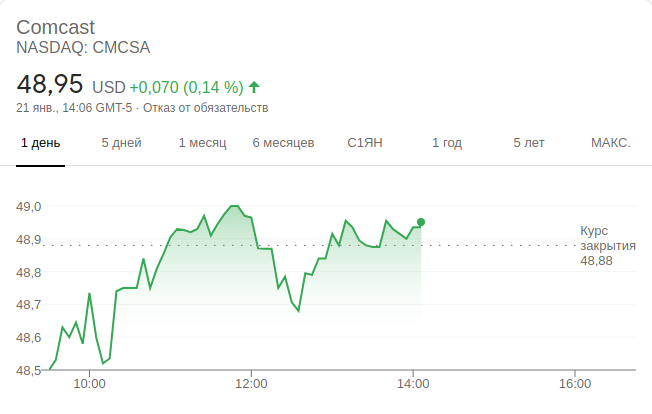 Comcast
NASDAQ: CMCSA
48,95 USD +0,070 (0,14 %)
21 янв., 14:06 GMT-5 · Отказ от обязательств
1 день 5 дней 1 месяц 6 месяцев С1ЯН 1 год 5 лет МАКС.
49,0
48,9
48,8
48,7
48,6
48,5
Курс
закрытия
48,88
10:00 12:00 14:00 16:00